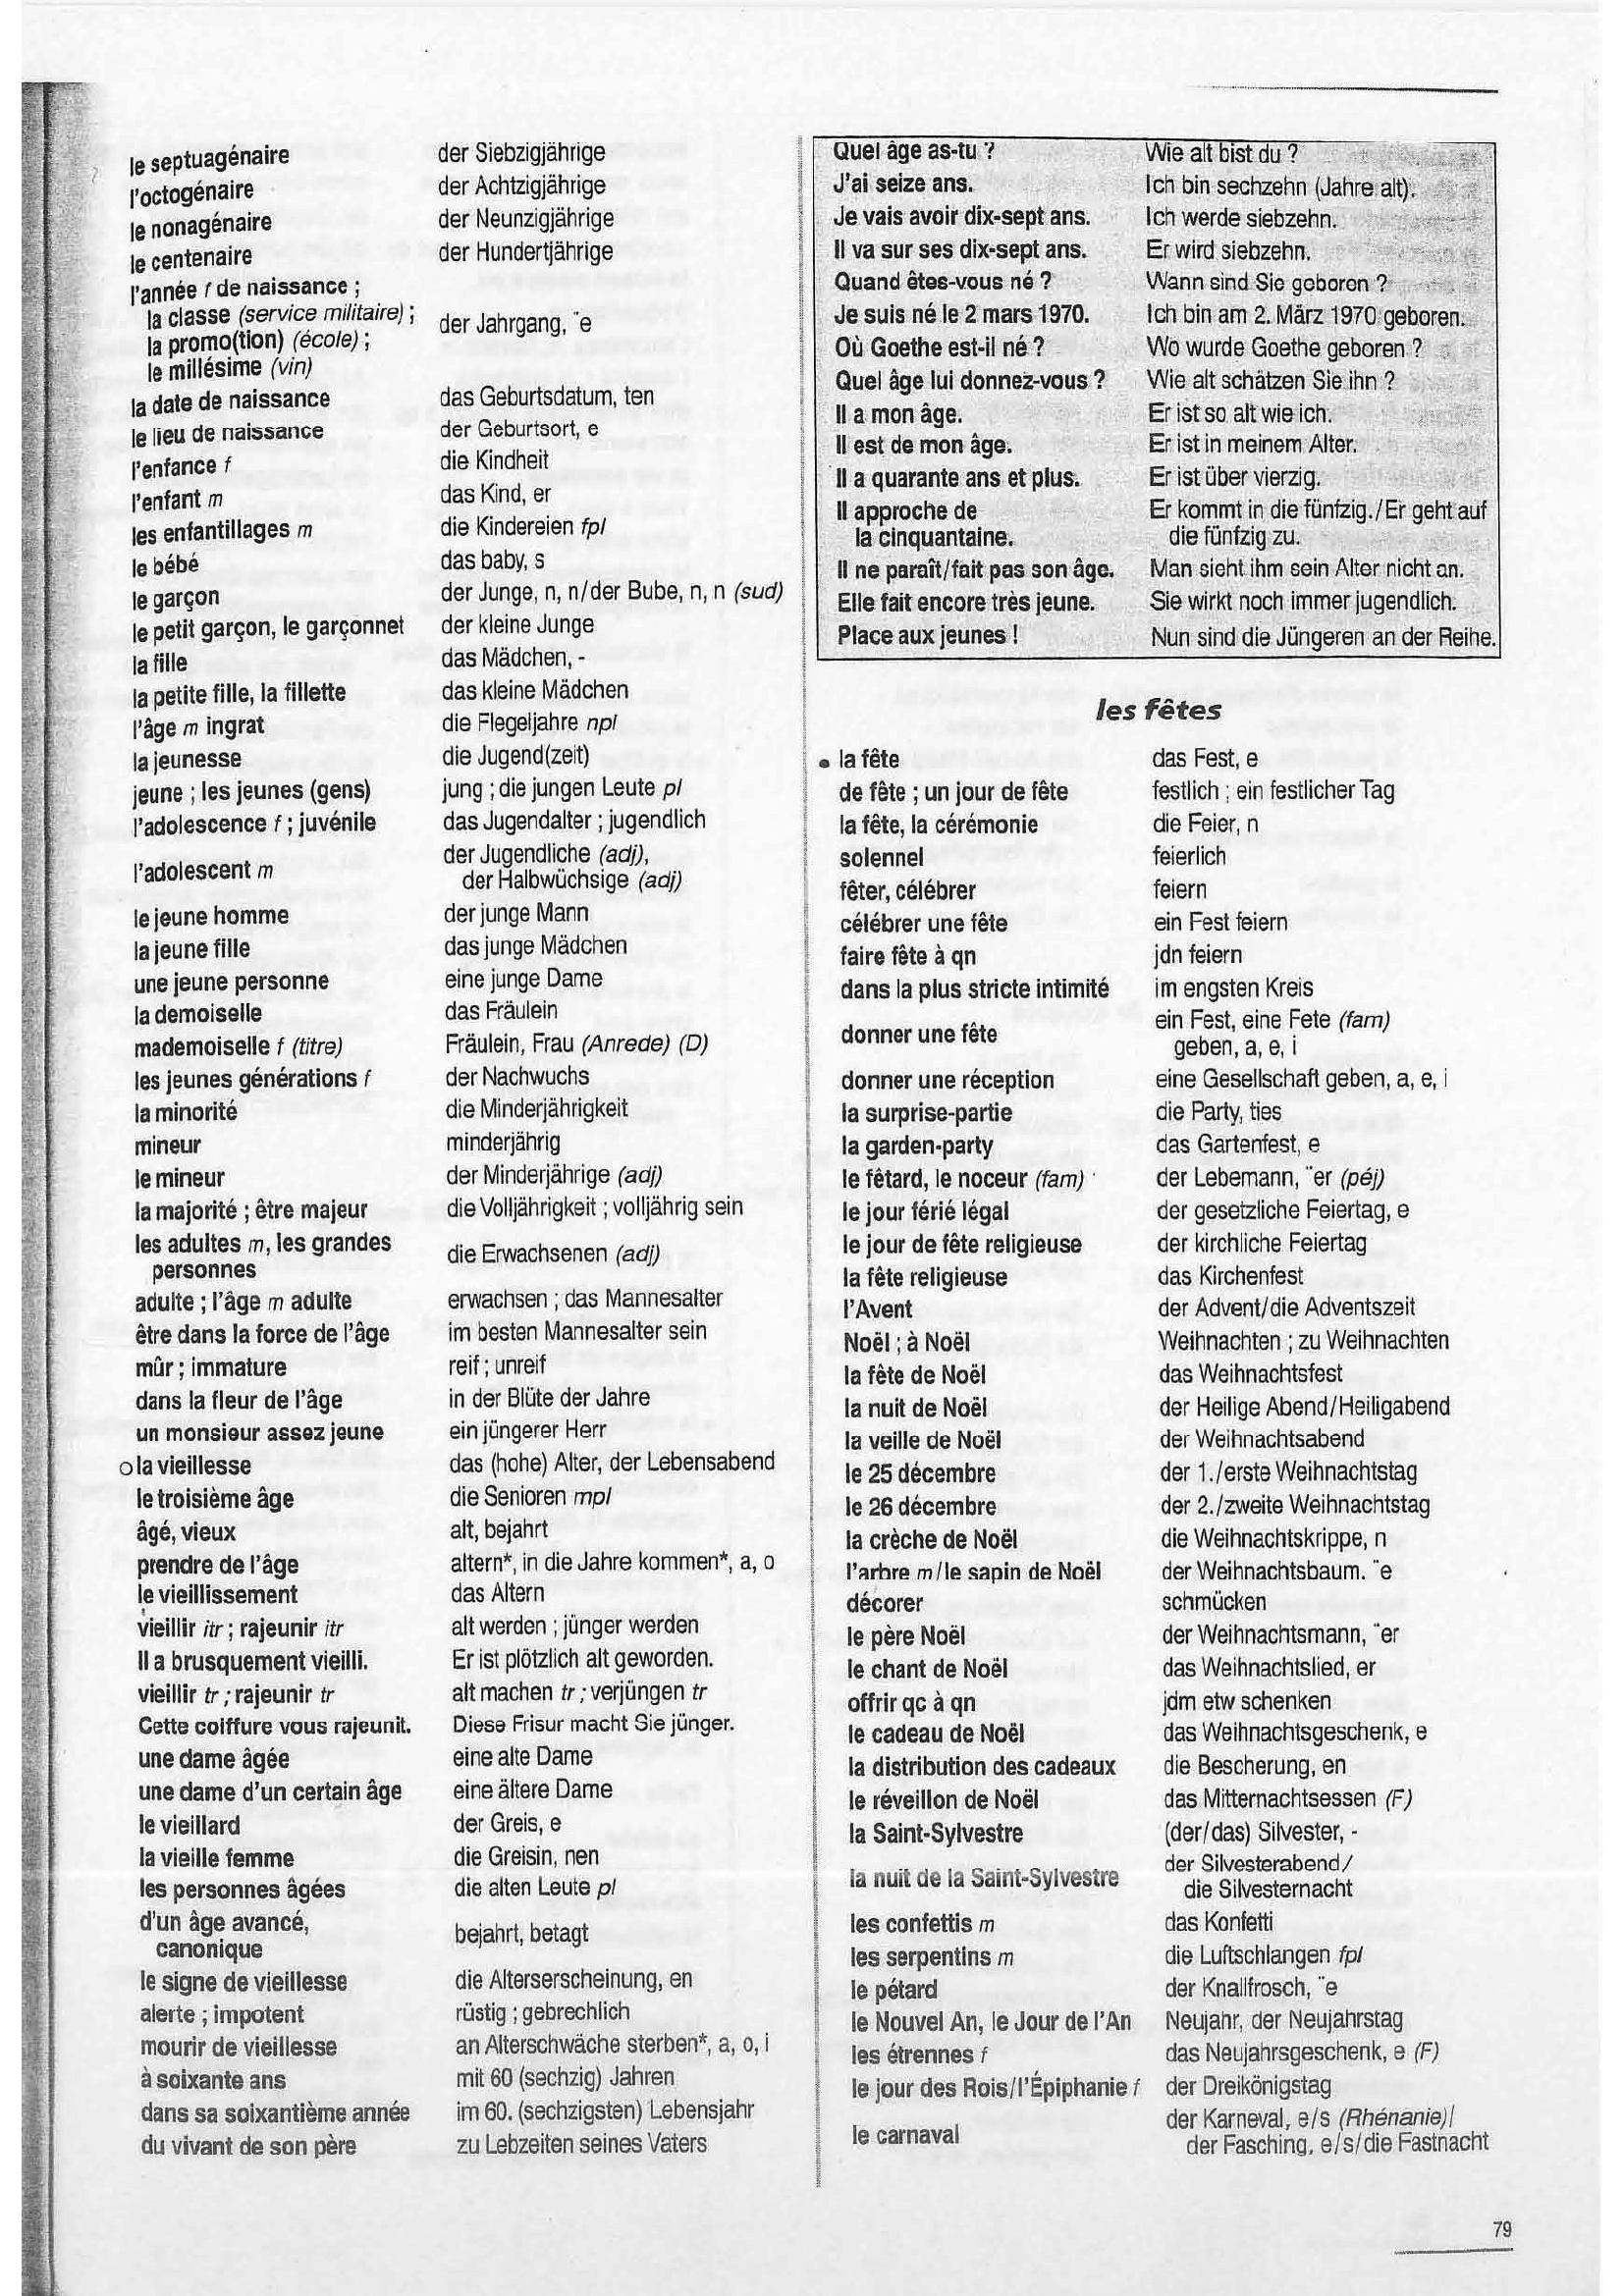 le septuagénaire der Siebzigjährige
l'octogénaire der Achtzigjährige
le nonagénaire der Neunzigjährige
le centenaire der Hundertjährige
l'année f de naissance ;
la classe (service militaire) ;
la promo(tion) (école) ; der Jahrgang, ¨e
le millésime (vin)
la date de naissance das Geburtsdatum, ten
le lieu de naissance der Geburtsort, e
l'enfance f die Kindheit
l'enfant m das Kind, er
les enfantillages m die Kindereien fpl
le bébé das baby, s
le garçon der Junge, n, n/der Bube, n, n (sud)
le petit garçon, le garçonnet der kleine Junge
la fille das Mädchen, -
la petite fille, la fillette das kleine Mädchen
l'âge m ingrat die Flegeljahre npl
la jeunesse die Jugend(zeit)
jeune ; les jeunes (gens) jung ; die jungen Leute pl
l'adolescence f ; juvénile das Jugendalter ; jugendlich
l'adolescent m der Jugendliche (adj),
der Halbwüchsige (adj)
le jeune homme der junge Mann
la jeune fille das junge Mädchen
une jeune personne eine junge Dame
la demoiselle das Fräulein
mademoiselle f (titre) Fräulein, Frau (Anrede) (D)
les jeunes générations f der Nachwuchs
la minorité die Minderjährigkeit
mineur minderjährig
le mineur der Minderjährige (adj)
la majorité ; être majeur die Volljährigkeit ; volljährig sein
les adultes m, les grandes
personnes die Erwachsenen (adj)
adulte ; l'âge m adulte erwachsen ; das Mannesalter
être dans la force de l'âge im besten Mannesalter sein
mûr ; immature reif ; unreif
dans la fleur de l'âge in der Blüte der Jahre
un monsieur assez jeune ein jüngerer Herr
o la vieillesse das (hohe) Alter, der Lebensabend
le troisième âge die Senioren mpl
âgé, vieux alt, bejahrt
prendre de l'âge altern*, in die Jahre kommen*, a, o
le vieillissement das Altern
vieillir itr ; rajeunir itr alt werden ; jünger werden
Il a brusquement vieilli. Er ist plötzlich alt geworden.
vieillir tr ; rajeunir tr alt machen tr ; verjüngen tr
Cette coiffure vous rajeunit. Diese Frisur macht Sie jünger.
une dame âgée eine alte Dame
une dame d'un certain âge eine ältere Dame
le vieillard der Greis, e
la vieille femme die Greisin, nen
les personnes âgées die alten Leute pl
d'un âge avancé,
canonique bejahrt, betagt
le signe de vieillesse die Alterserscheinung, en
alerte ; impotent rüstig ; gebrechlich
mourir de vieillesse an Alterschwäche sterben*, a, o, i
à soixante ans mit 60 (sechzig) Jahren
dans sa soixantième année im 60. (sechzigsten) Lebensjahr
du vivant de son père zu Lebzeiten seines Vaters
Quel âge as-tu ? Wie alt bist du ?
J'ai seize ans. Ich bin sechzehn (Jahre alt).
Je vais avoir dix-sept ans. Ich werde siebzehn.
Il va sur ses dix-sept ans. Er wird siebzehn.
Quand êtes-vous né ? Wann sind Sie geboren ?
Je suis né le 2 mars 1970. Ich bin am 2. März 1970 geboren.
Où Goethe est-il né ? Wo wurde Goethe geboren ?
Quel âge lui donnez-vous ? Wie alt schätzen Sie ihn ?
Il a mon âge. Er ist so alt wie ich.
Il est de mon âge. Er ist in meinem Alter.
Il a quarante ans et plus. Er ist über vierzig.
Il approche de Er kommt in die fünfzig./Er geht auf
la cinquantaine. die fünfzig zu.
Il ne paraît/fait pas son âge. Man sieht ihm sein Alter nicht an.
Elle fait encore très jeune. Sie wirkt noch immer jugendlich.
Place aux jeunes ! Nun sind die Jüngeren an der Reihe.
les fêtes
• la fête das Fest, e
de fête ; un jour de fête festlich ; ein festlicher Tag
la fête, la cérémonie die Feier, n
solennel feierlich
fêter, célébrer feiern
célébrer une fête ein Fest feiern
faire fête à qn jdn feiern
dans la plus stricte intimité im engsten Kreis
donner une fête ein Fest, eine Fete (fam)
geben, a, e, i
donner une réception eine Gesellschaft geben, a, e, i
la surprise-partie die Party, ties
la garden-party das Gartenfest, e
le fêtard, le noceur (fam) der Lebemann, ¨er (péj)
le jour férié légal der gesetzliche Feiertag, e
le jour de fête religieuse der kirchliche Feiertag
la fête religieuse das Kirchenfest
l'Avent der Advent/die Adventszeit
Noël ; à Noël Weihnachten ; zu Weihnachten
la fête de Noël das Weihnachtsfest
la nuit de Noël der Heilige Abend/Heiligabend
la veille de Noël der Weihnachtsabend
le 25 décembre der 1./erste Weihnachtstag
le 26 décembre der 2./zweite Weihnachtstag
la crèche de Noël die Weihnachtskrippe, n
l'arbre m/le sapin de Noël der Weihnachtsbaum. ¨e
décorer schmücken
le père Noël der Weihnachtsmann, ¨er
le chant de Noël das Weihnachtslied, er
offrir qc à qn jdm etw schenken
le cadeau de Noël das Weihnachtsgeschenk, e
la distribution des cadeaux die Bescherung, en
le réveillon de Noël das Mitternachtsessen (F)
la Saint-Sylvestre (der/das) Silvester, -
la nuit de la Saint-Sylvestre der Silvesterabend/
die Silvesternacht
les confettis m das Konfetti
les serpentins m die Luftschlangen fpl
le pétard der Knallfrosch, ¨e
le Nouvel An, le Jour de l'An Neujahr, der Neujahrstag
les étrennes f das Neujahrsgeschenk, e (F)
le jour des Rois/l'Épiphanie f der Dreikönigstag
le carnaval der Karneval, e/s (Rhénanie)/
der Fasching, e/s/die Fastnacht
79